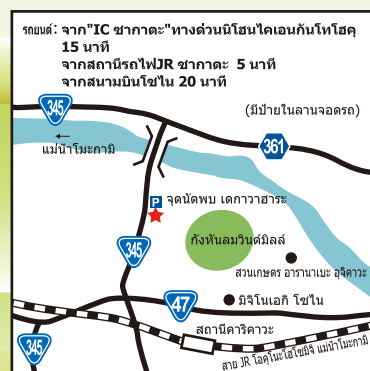 รถยนต์: จาก"IC ซากาตะ"ทางด่วนนิโฮนไคเอนกันโทโฮคุ
15 นาที
จากสถานีรถไฟJR ซากาตะ 5 นาที
จากสนามบินโซไน 20 นาที
345
(มีป้ายในลานจอดรถ)
←
แม่น้ำโมะกามิ
361
P จุดนัดพบ เดกาวาฮาระ
345
กังหันลมวินด์มิลล์
สวนเกษตร อารานาเบะ อุจิคาวะ
47
มิจิโนเอกิ โซไน
345
สถานีคาริคาวะ
สาย JR โอคุโนะโฮโซมิจิ แม่น้ำโมะกามิ